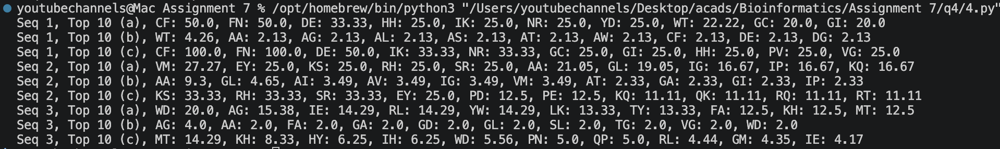 youtubechannels@Mac Assignment 7 % /opt/homebrew/bin/python3 "/Users/youtubechannels/Desktop/acads/Bioinformatics/Assignment 7/q4/4.py"
Seq 1, Top 10 (a), CF: 50.0, FN: 50.0, DE: 33.33, HH: 25.0, IK: 25.0, NR: 25.0, YD: 25.0, WT: 22.22, GC: 20.0, GI: 20.0
Seq 1, Top 10 (b), WT: 4.26, AA: 2.13, AG: 2.13, AL: 2.13, AS: 2.13, AT: 2.13, AW: 2.13, CF: 2.13, DE: 2.13, DG: 2.13
Seq 1, Top 10 (c), CF: 100.0, FN: 100.0, DE: 50.0, IK: 33.33, NR: 33.33, GC: 25.0, GI: 25.0, HH: 25.0, PV: 25.0, VG: 25.0
Seq 2, Top 10 (a), VM: 27.27, EY: 25.0, KS: 25.0, RH: 25.0, SR: 25.0, AA: 21.05, GL: 19.05, IG: 16.67, IP: 16.67, KQ: 16.67
Seq 2, Top 10 (b), AA: 9.3, GL: 4.65, AI: 3.49, AV: 3.49, IG: 3.49, VM: 3.49, AT: 2.33, GA: 2.33, GI: 2.33, IP: 2.33
Seq 2, Top 10 (c), KS: 33.33, RH: 33.33, SR: 33.33, EY: 25.0, PD: 12.5, PE: 12.5, KQ: 11.11, QK: 11.11, RQ: 11.11, RT: 11.11
Seq 3, Top 10 (a), WD: 20.0, AG: 15.38, IE: 14.29, RL: 14.29, YW: 14.29, LK: 13.33, TY: 13.33, FA: 12.5, KH: 12.5, MT: 12.5
Seq 3, Top 10 (b), AG: 4.0, AA: 2.0, FA: 2.0, GA: 2.0, GD: 2.0, GL: 2.0, SL: 2.0, TG: 2.0, VG: 2.0, WD: 2.0
Seq 3, Top 10 (c), MT: 14.29, KH: 8.33, HY: 6.25, IH: 6.25, WD: 5.56, PN: 5.0, QP: 5.0, RL: 4.44, GM: 4.35, IE: 4.17